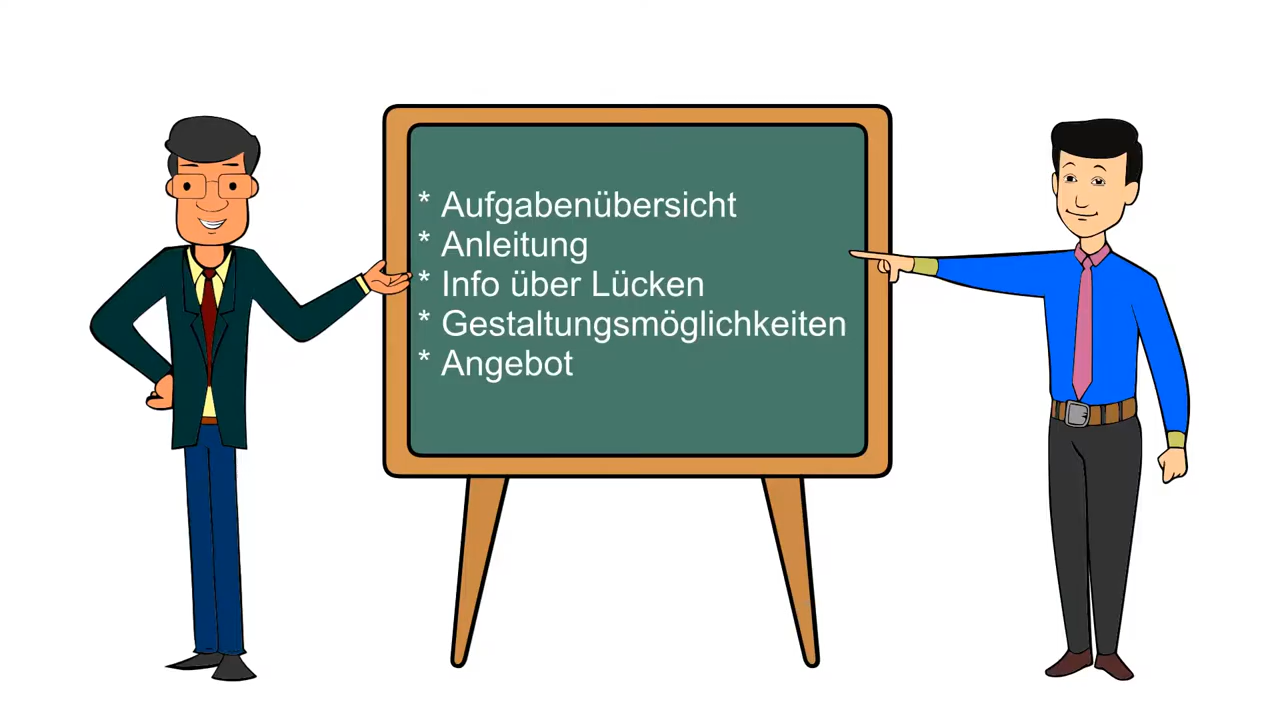 * Aufgabenübersicht
* Anleitung
* Info über Lücken
* Gestaltungsmöglichkeiten
* Angebot